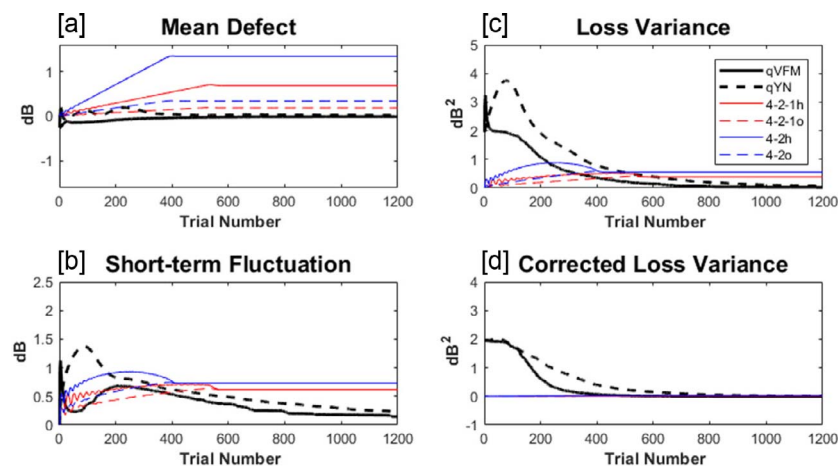 [a] Mean Defect
dB
1
0
-1
0 200 400 600 800 1000 1200
Trial Number
[c] Loss Variance
dB²
5
4
3
2
1
0
0 200 400 600 800 1000 1200
Trial Number
qVFM
qYN
4-2-1h
4-2-1o
4-2h
4-2o
[b] Short-term Fluctuation
dB
2.5
2
1.5
1
0.5
0
0 200 400 600 800 1000 1200
Trial Number
[d] Corrected Loss Variance
dB²
5
4
3
2
1
0
-1
0 200 400 600 800 1000 1200
Trial Number